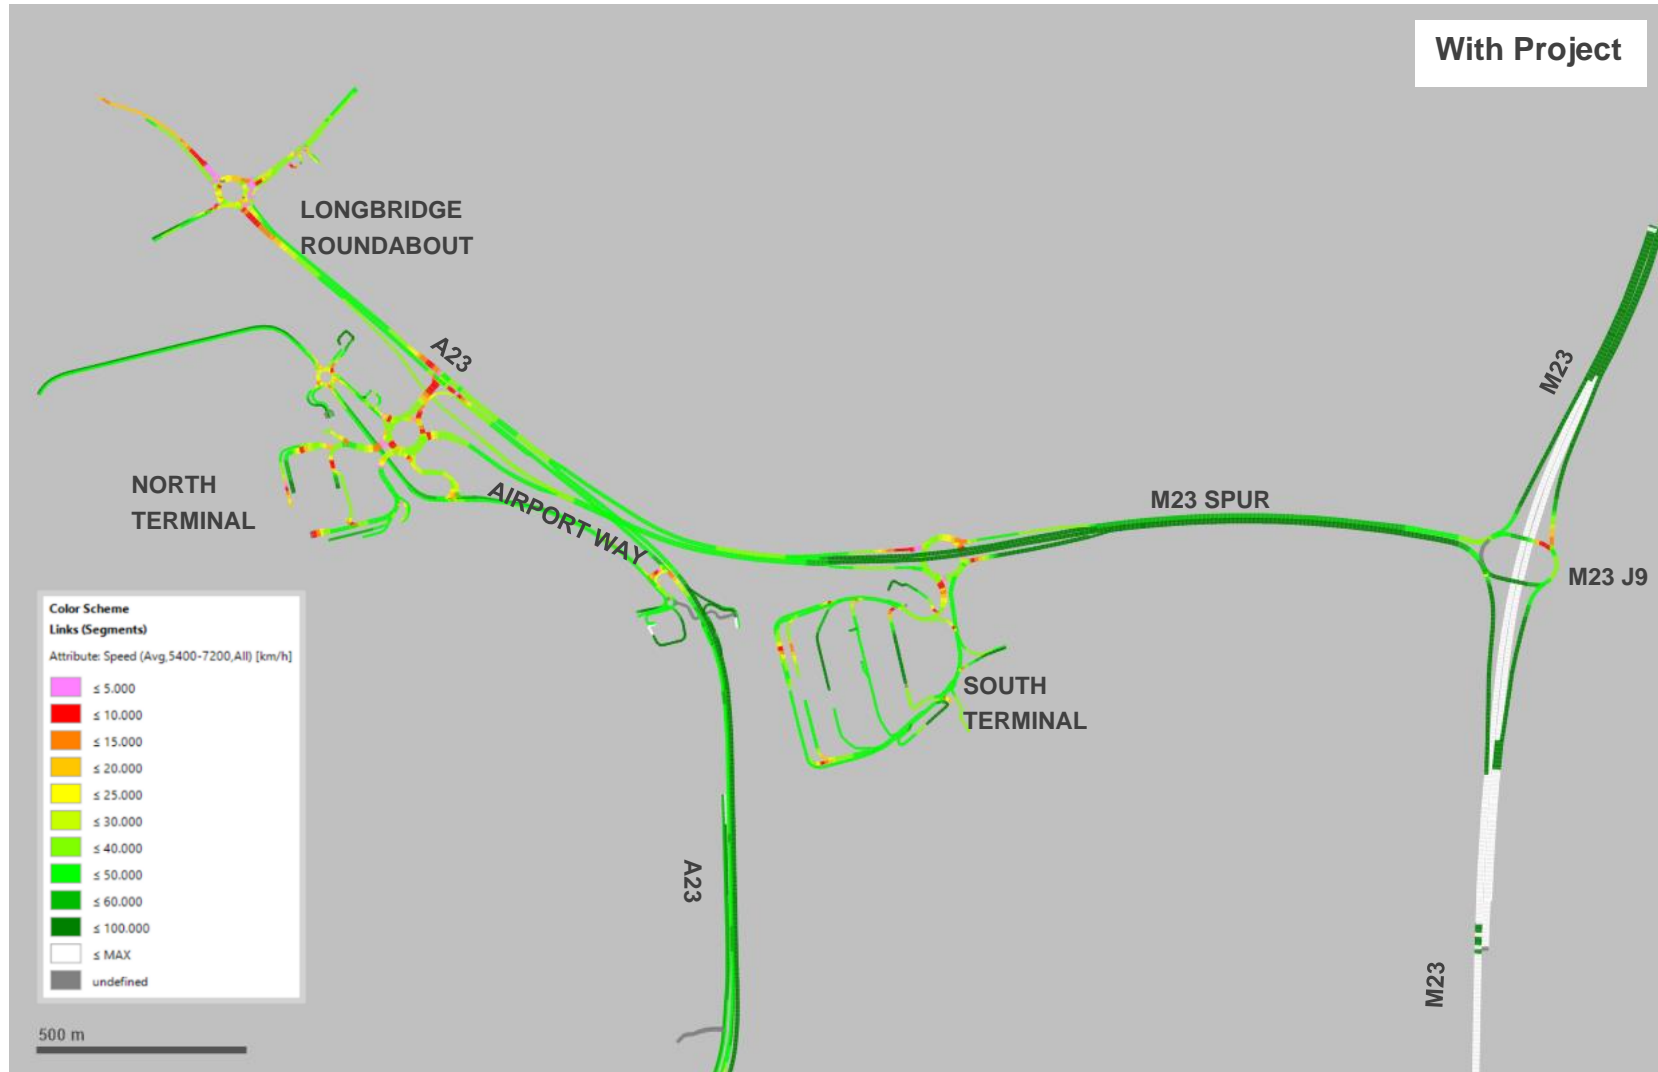 With Project
LONGBRIDGE
ROUNDABOUT
A23
M23
NORTH
TERMINAL
AIRPORT WAY
M23 SPUR
M23 J9
SOUTH
TERMINAL
Color Scheme
Links (Segments)
Attribute: Speed (Avg,5400-7200,All) [km/h]
≤ 5.000
≤ 10.000
≤ 15.000
≤ 20.000
≤ 25.000
≤ 30.000
≤ 40.000
≤ 50.000
≤ 60.000
≤ 100.000
≤ MAX
undefined
A23
M23
500 m